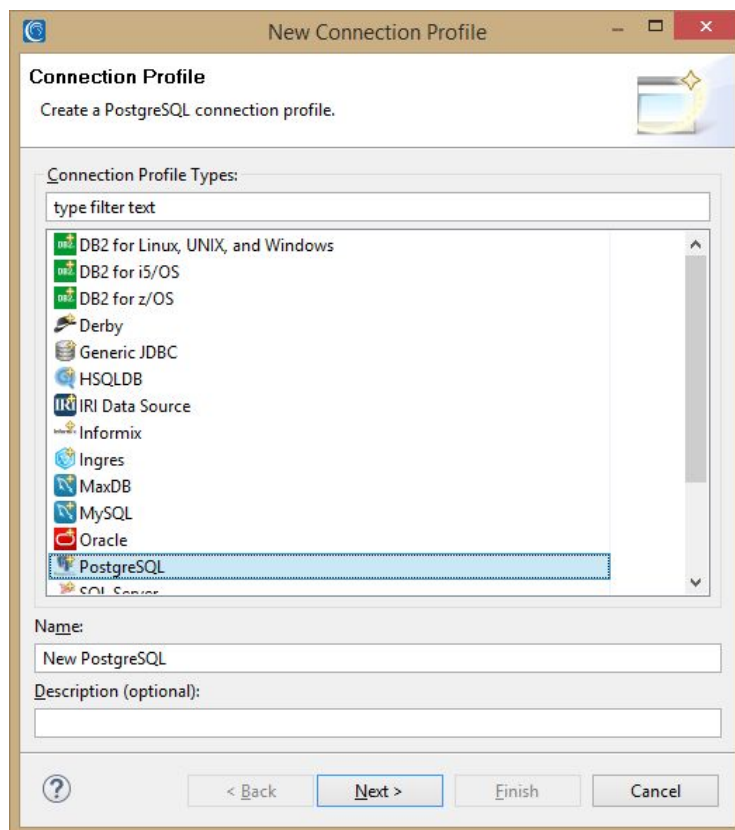 New Connection Profile
Connection Profile
Create a PostgreSQL connection profile.
Connection Profile Types:
type filter text
DB2 for Linux, UNIX, and Windows
DB2 for i5/OS
DB2 for z/OS
Derby
Generic JDBC
HSQLDB
IRI Data Source
Informix
Ingres
MaxDB
MySQL
Oracle
PostgreSQL
SQL Server
Name:
New PostgreSQL
Description (optional):
< Back Next > Finish Cancel